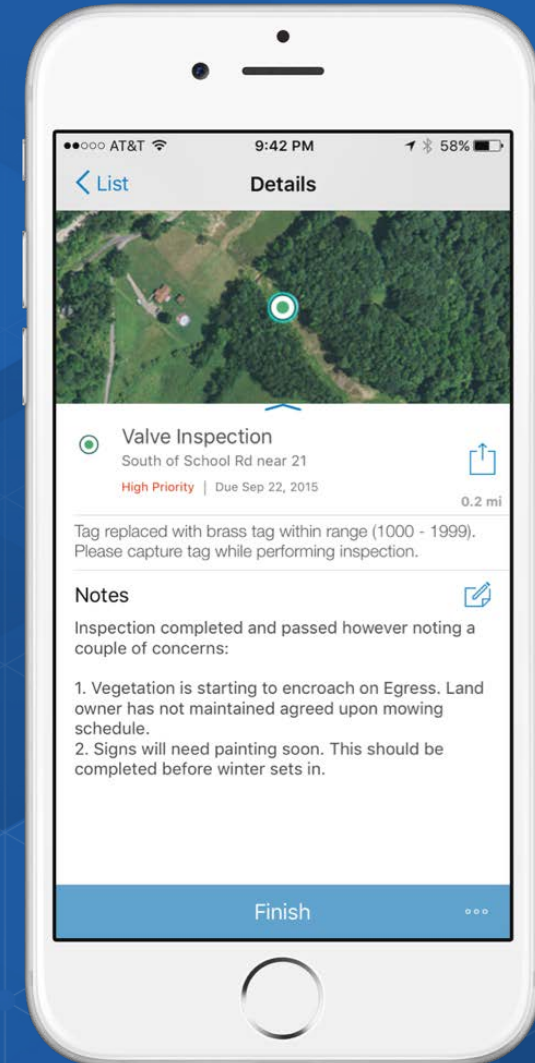 AT&T 9:42 PM 58%
List Details
Valve Inspection
South of School Rd near 21
High Priority | Due Sep 22, 2015
0.2 mi
Tag replaced with brass tag within range (1000 - 1999).
Please capture tag while performing inspection.
Notes
Inspection completed and passed however noting a
couple of concerns:
1. Vegetation is starting to encroach on Egress. Land
owner has not maintained agreed upon mowing
schedule.
2. Signs will need painting soon. This should be
completed before winter sets in.
Finish